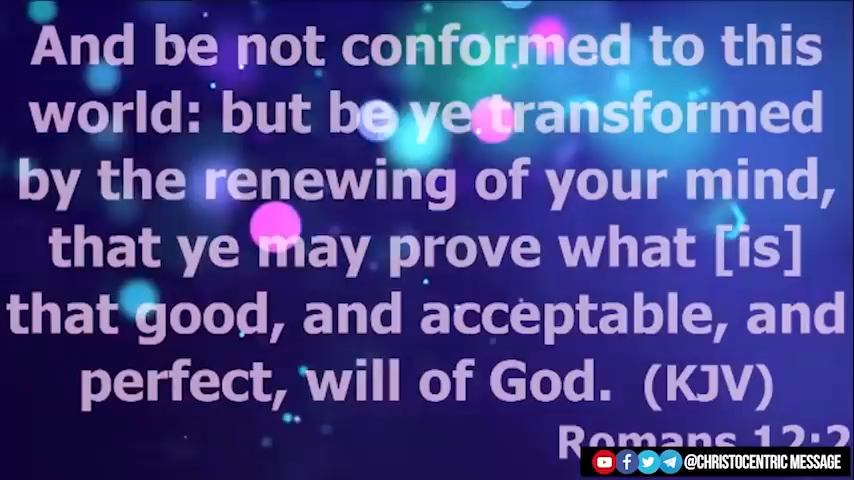 And be not conformed to this
world: but be ye transformed
by the renewing of your mind,
that ye may prove what [is]
that good, and acceptable, and
perfect, will of God. (KJV)
Romans 12:2
@CHRISTOCENTRIC MESSAGE